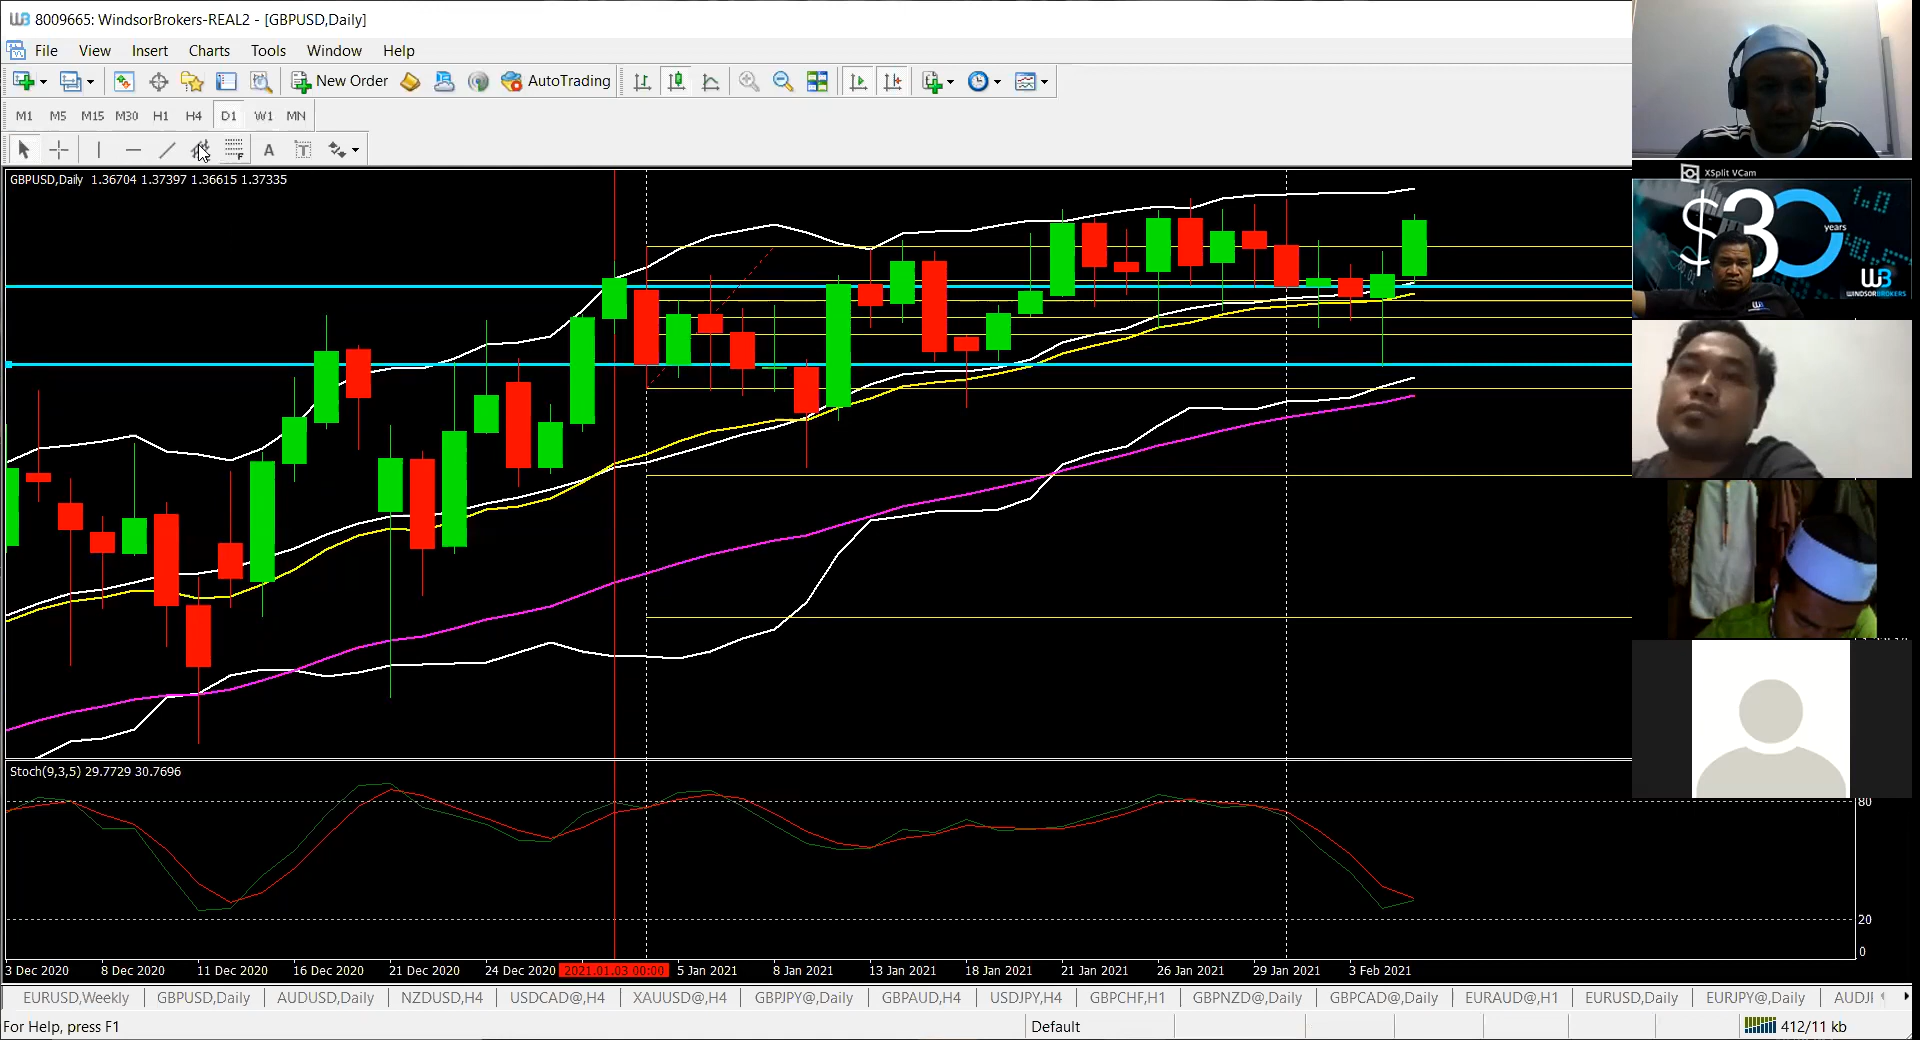 8009665: WindsorBrokers-REAL2 - [GBPUSD,Daily]
File View Insert Charts Tools Window Help
New Order AutoTrading
M1 M5 M15 M30 H1 H4 D1 W1 MN
A T
GBPUSD,Daily 1.36704 1.37397 1.36615 1.37335
XSplit VCam
$30
years
WB
WINDSORBROKERS
Stoch(9,3,5) 29.7729 30.7696
80
20
0
3 Dec 2020 8 Dec 2020 11 Dec 2020 16 Dec 2020 21 Dec 2020 24 Dec 2020 2021.01.03 00:00 5 Jan 2021 8 Jan 2021 13 Jan 2021 18 Jan 2021 21 Jan 2021 26 Jan 2021 29 Jan 2021 3 Feb 2021
EURUSD,Weekly GBPUSD,Daily AUDUSD,Daily NZDUSD,H4 USDCAD@,H4 XAUUSD@,H4 GBPJPY@,Daily GBPAUD,H4 USDJPY,H4 GBPCHF,H1 GBPNZD@,Daily GBPCAD@,Daily EURAUD@,H1 EURUSD,Daily EURJPY@,Daily
For Help, press F1 Default 412/11 kb